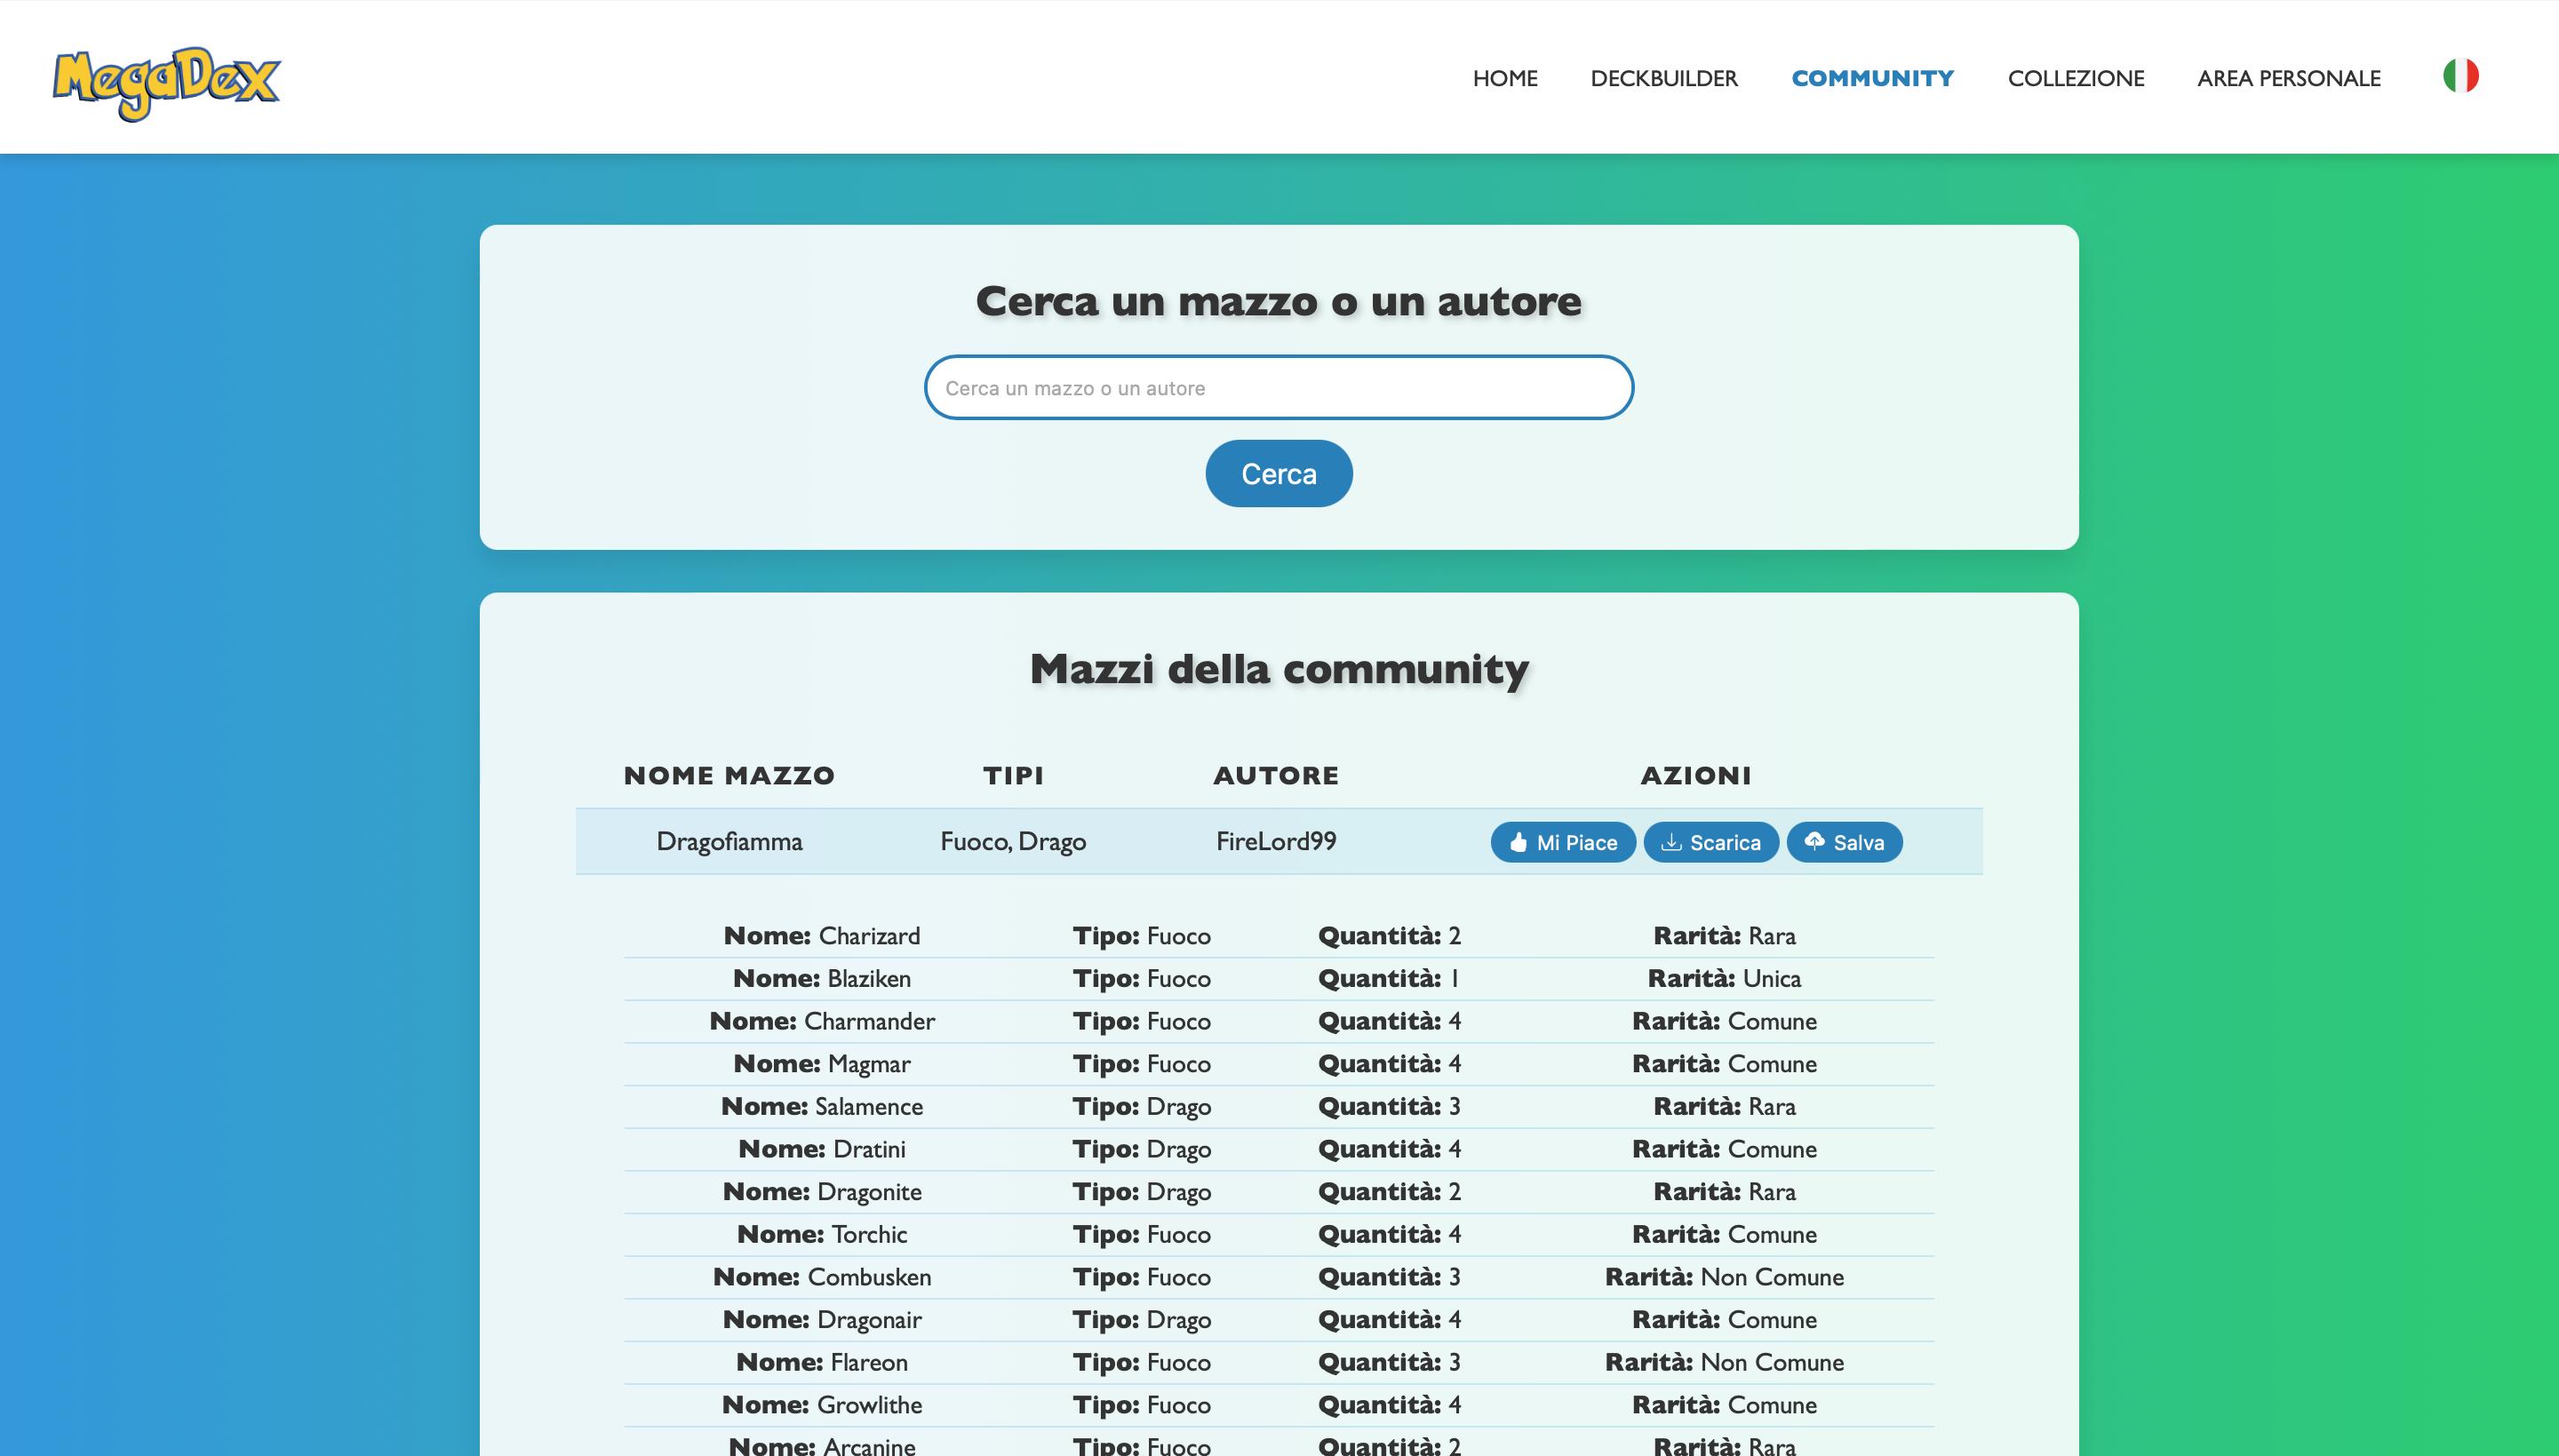 MegaDex
HOME DECKBUILDER COMMUNITY COLLEZIONE AREA PERSONALE
Cerca un mazzo o un autore
Cerca un mazzo o un autore
Cerca
Mazzi della community
NOME MAZZO TIPI AUTORE AZIONI
Dragofiamma Fuoco, Drago FireLord99 Mi Piace Scarica Salva
Nome: Charizard Tipo: Fuoco Quantità: 2 Rarità: Rara
Nome: Blaziken Tipo: Fuoco Quantità: 1 Rarità: Unica
Nome: Charmander Tipo: Fuoco Quantità: 4 Rarità: Comune
Nome: Magmar Tipo: Fuoco Quantità: 4 Rarità: Comune
Nome: Salamence Tipo: Drago Quantità: 3 Rarità: Rara
Nome: Dratini Tipo: Drago Quantità: 4 Rarità: Comune
Nome: Dragonite Tipo: Drago Quantità: 2 Rarità: Rara
Nome: Torchic Tipo: Fuoco Quantità: 4 Rarità: Comune
Nome: Combusken Tipo: Fuoco Quantità: 3 Rarità: Non Comune
Nome: Dragonair Tipo: Drago Quantità: 4 Rarità: Comune
Nome: Flareon Tipo: Fuoco Quantità: 3 Rarità: Non Comune
Nome: Growlithe Tipo: Fuoco Quantità: 4 Rarità: Comune
Nome: Arcanine Tipo: Fuoco Quantità: 2 Rarità: Rara